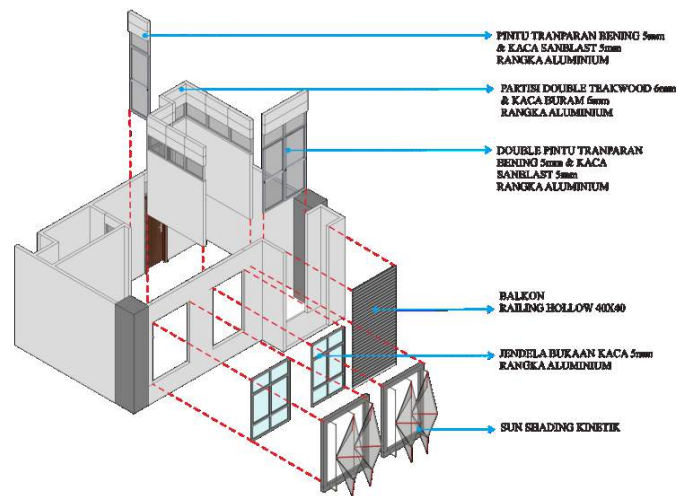 PINTU TRANPARAN BENING 5mm
& KACA SANBLAST 5mm
RANGKA ALUMINIUM
PARTISI DOUBLE TEAKWOOD 6mm
& KACA BURAM 6mm
RANGKA ALUMINIUM
DOUBLE PINTU TRANPARAN
BENING 5mm & KACA
SANBLAST 5mm
RANGKA ALUMINIUM
BALKON
RAILING HOLLOW 40X40
JENDELA BUKAAN KACA 5mm
RANGKA ALUMINIUM
SUN SHADING KINETIK